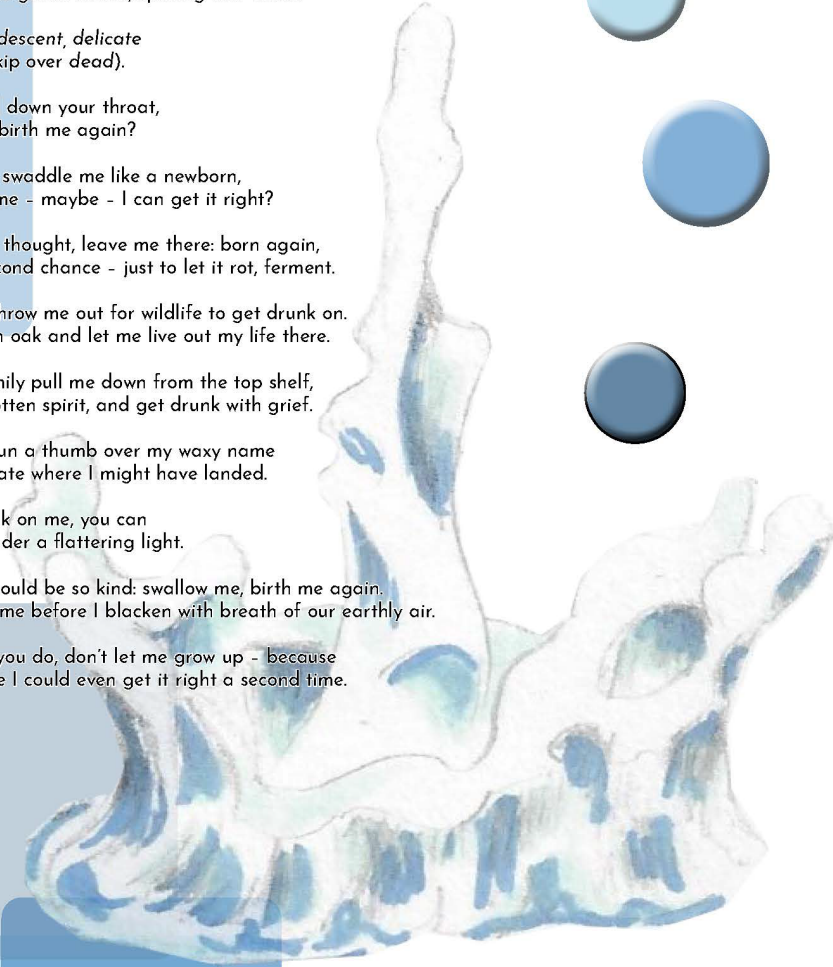 descent, delicate
kip over dead).
down your throat,
birth me again?
swaddle me like a newborn,
ne – maybe – I can get it right?
thought, leave me there: born again,
ond chance – just to let it rot, ferment.
hrow me out for wildlife to get drunk on.
n oak and let me live out my life there.
ily pull me down from the top shelf,
otten spirit, and get drunk with grief.
un a thumb over my waxy name
ate where I might have landed.
k on me, you can
der a flattering light.
ould be so kind: swallow me, birth me again.
me before I blacken with breath of our earthly air.
you do, don't let me grow up – because
e I could even get it right a second time.